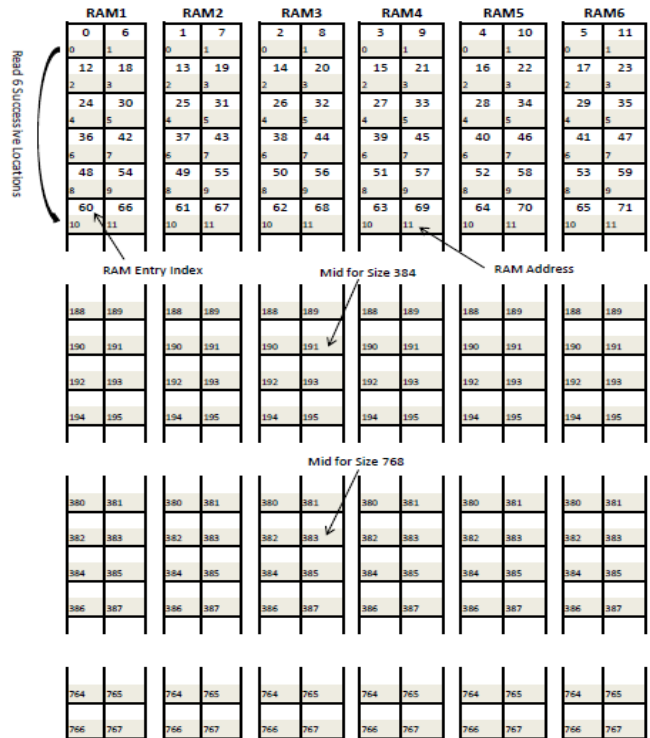 RAM1 RAM2 RAM3 RAM4 RAM5 RAM6
0 6 1 7 2 8 3 9 4 10 5 11
0 1 0 1 0 1 0 1 0 1 0 1
12 18 13 19 14 20 15 21 16 22 17 23
2 3 2 3 2 3 2 3 2 3 2 3
24 30 25 31 26 32 27 33 28 34 29 35
4 5 4 5 4 5 4 5 4 5 4 5
36 42 37 43 38 44 39 45 40 46 41 47
6 7 6 7 6 7 6 7 6 7 6 7
48 54 49 55 50 56 51 57 52 58 53 59
8 9 8 9 8 9 8 9 8 9 8 9
60 66 61 67 62 68 63 69 64 70 65 71
10 11 10 11 10 11 10 11 10 11 10 11
Read 6 Successive Locations
RAM Entry Index
Mid for Size 384
RAM Address
188 189 188 189 188 189 188 189 188 189 188 189
190 191 190 191 190 191 190 191 190 191 190 191
192 193 192 193 192 193 192 193 192 193 192 193
194 195 194 195 194 195 194 195 194 195 194 195
Mid for Size 768
380 381 380 381 380 381 380 381 380 381 380 381
382 383 382 383 382 383 382 383 382 383 382 383
384 385 384 385 384 385 384 385 384 385 384 385
386 387 386 387 386 387 386 387 386 387 386 387
764 765 764 765 764 765 764 765 764 765 764 765
766 767 766 767 766 767 766 767 766 767 766 767